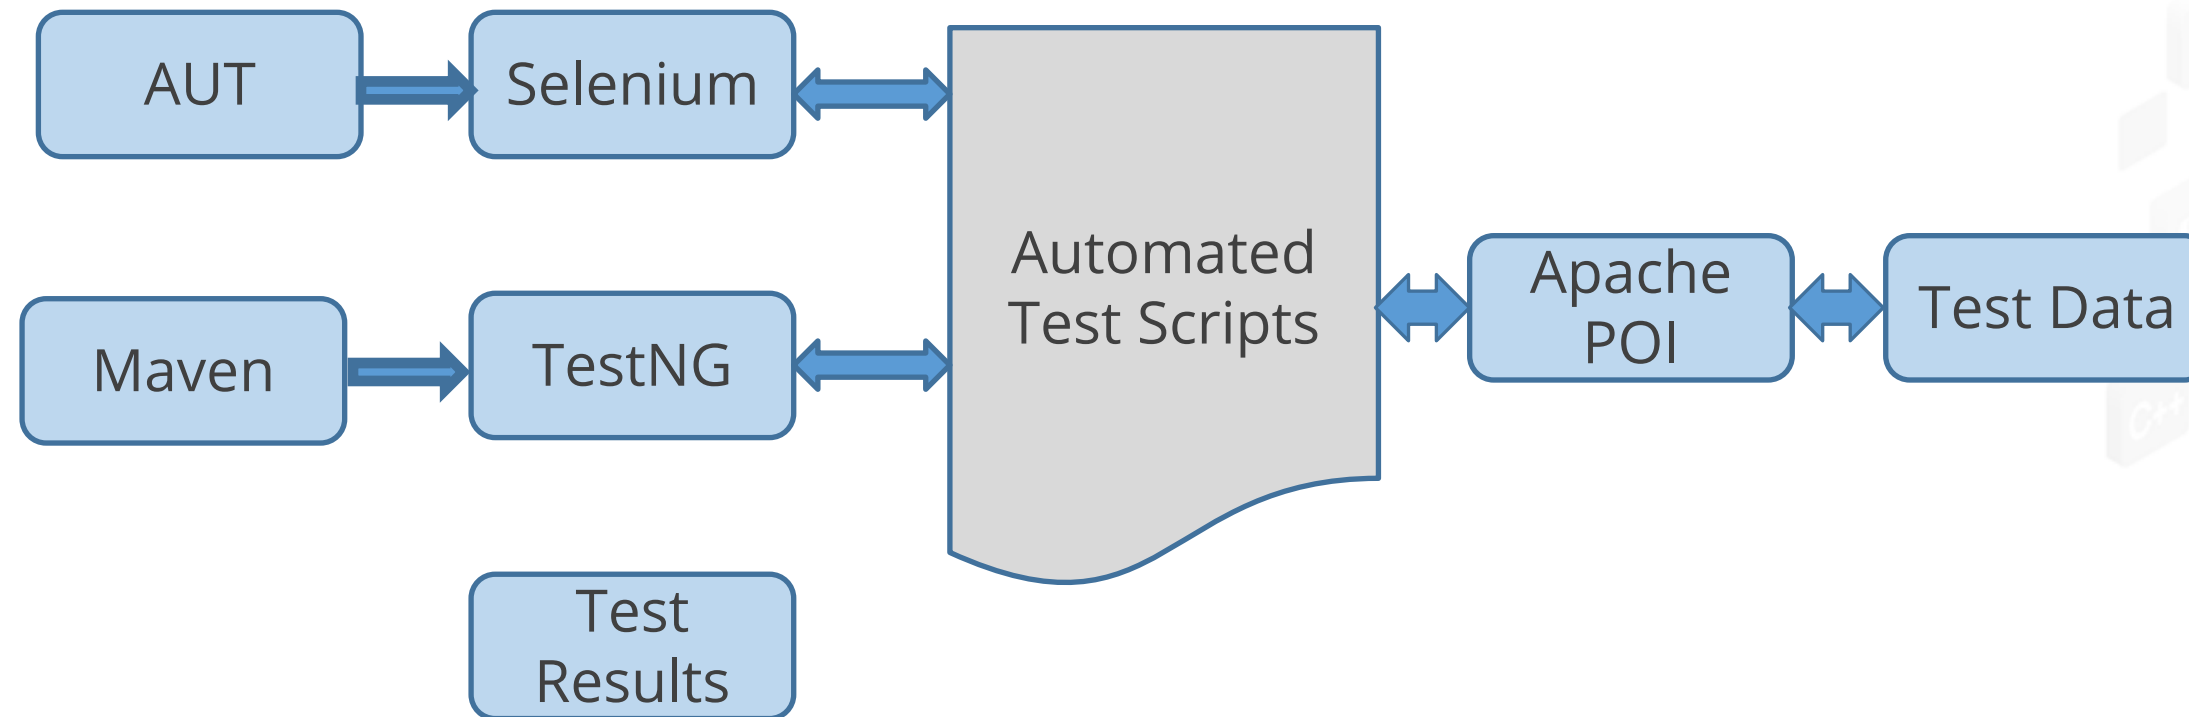 AUT
Selenium
Automated
Test Scripts
Maven
TestNG
Apache
POI
Test Data
Test
Results
C++